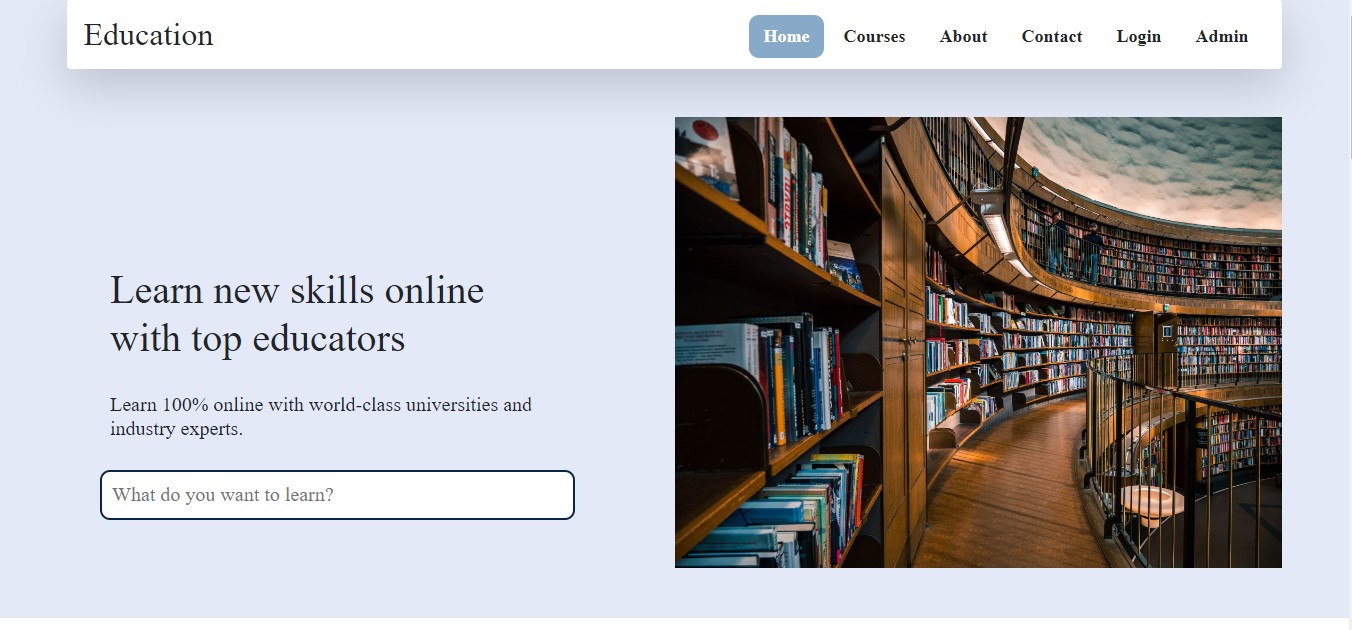 Education
Home Courses About Contact Login Admin
Learn new skills online
with top educators
Learn 100% online with world-class universities and
industry experts.
What do you want to learn?